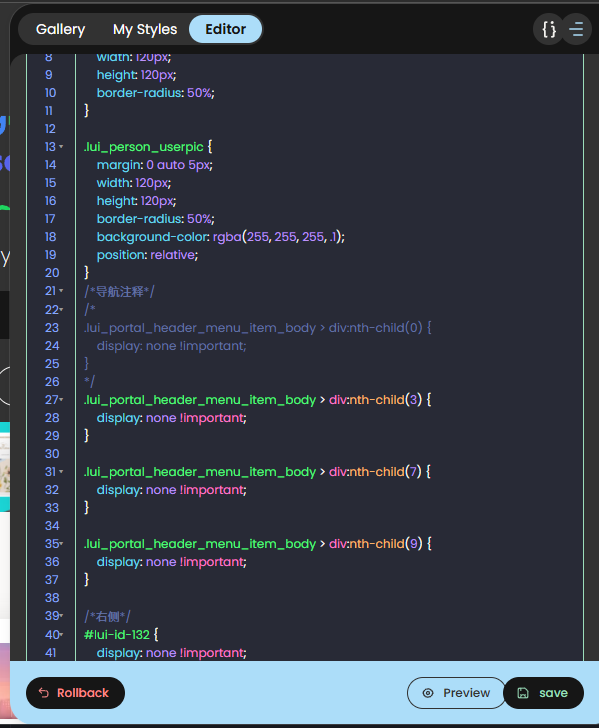 Gallery My Styles Editor {}
8 width: 120px;
9 height: 120px;
10 border-radius: 50%;
11 }
12
13 .lui_person_userpic {
14 margin: 0 auto 5px;
15 width: 120px;
16 height: 120px;
17 border-radius: 50%;
18 background-color: rgba(255, 255, 255, .1);
19 position: relative;
20 }
21 /*导航注释*/
22 /*
23 .lui_portal_header_menu_item_body > div:nth-child(0) {
24 display: none !important;
25 }
26 */
27 .lui_portal_header_menu_item_body > div:nth-child(3) {
28 display: none !important;
29 }
30
31 .lui_portal_header_menu_item_body > div:nth-child(7) {
32 display: none !important;
33 }
34
35 .lui_portal_header_menu_item_body > div:nth-child(9) {
36 display: none !important;
37 }
38
39 /*右侧*/
40 #lui-id-132 {
41 display: none !important;
Rollback Preview save